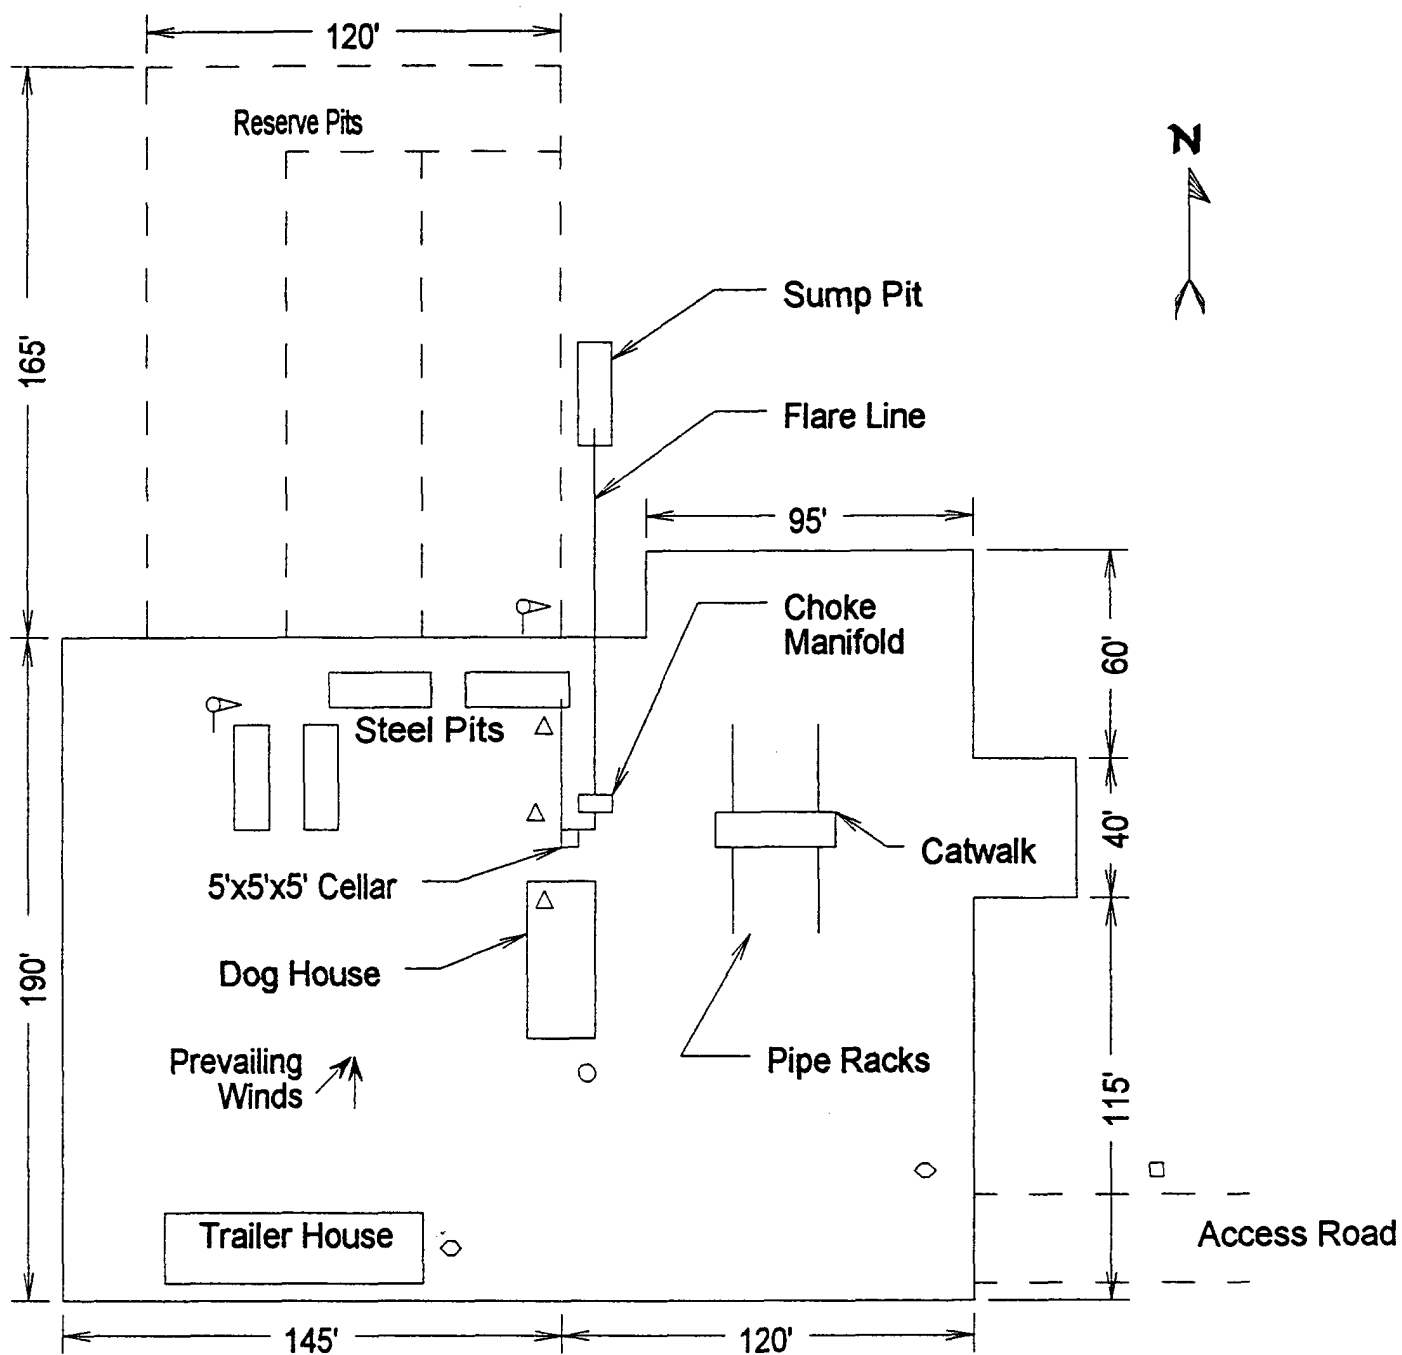 120'
Reserve Pits
N
Sump Pit
165'
Flare Line
95'
Choke
Manifold
60'
Steel Pits
40'
Catwalk
5'x5'x5' Cellar
190'
Dog House
Prevailing
Winds
Pipe Racks
115'
Trailer House
Access Road
145'
120'